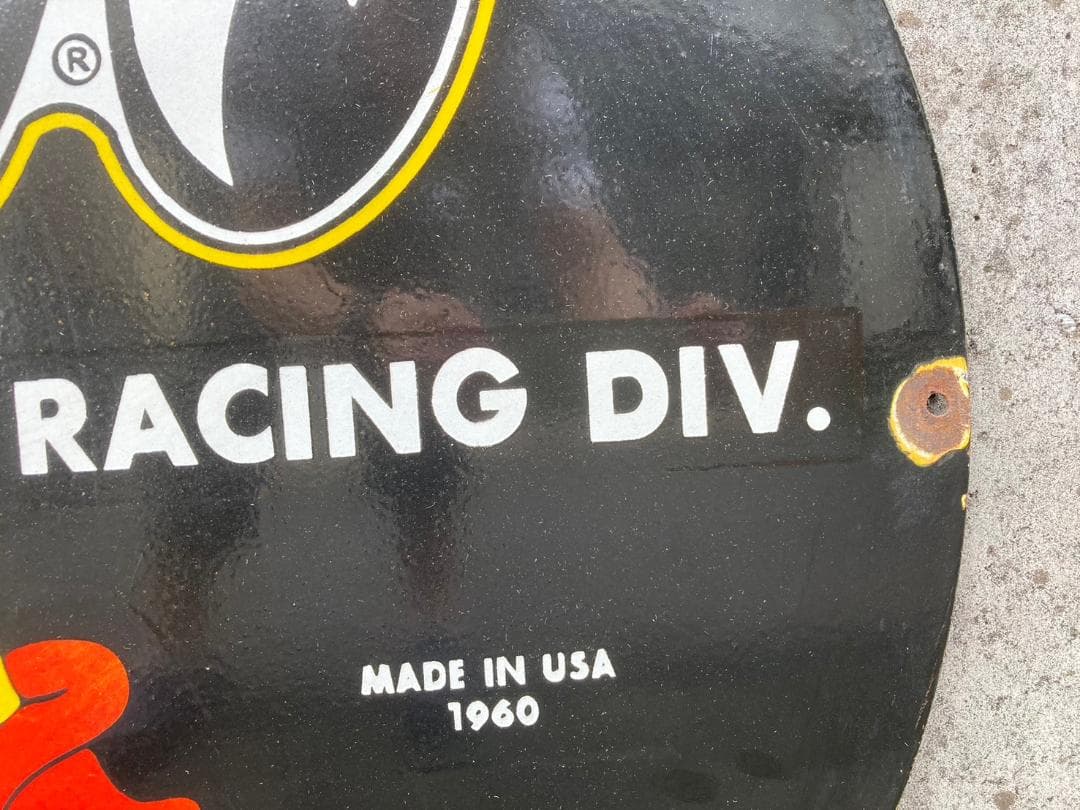 ®
RACING DIV.
MADE IN USA
1960